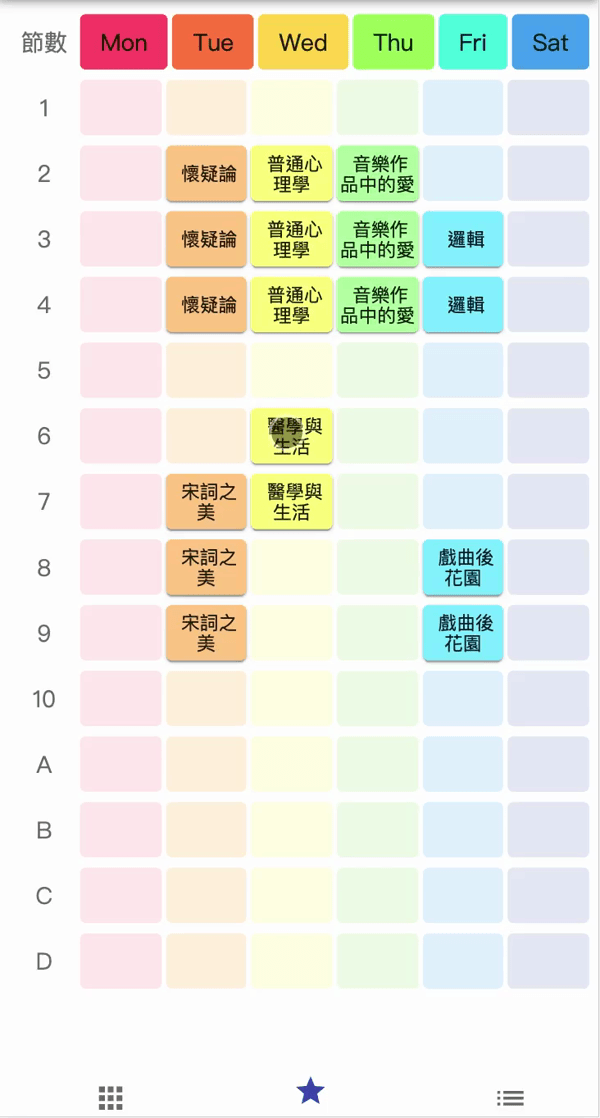 節數 Mon Tue Wed Thu Fri Sat
1
2
懷疑論
普通心
理學
音樂作
品中的愛
3
懷疑論
普通心
理學
音樂作
品中的愛
邏輯
4
懷疑論
普通心
理學
音樂作
品中的愛
邏輯
5
6
醫學與
生活
7
宋詞之
美
醫學與
生活
8
宋詞之
美
戲曲後
花園
9
宋詞之
美
戲曲後
花園
10
A
B
C
D